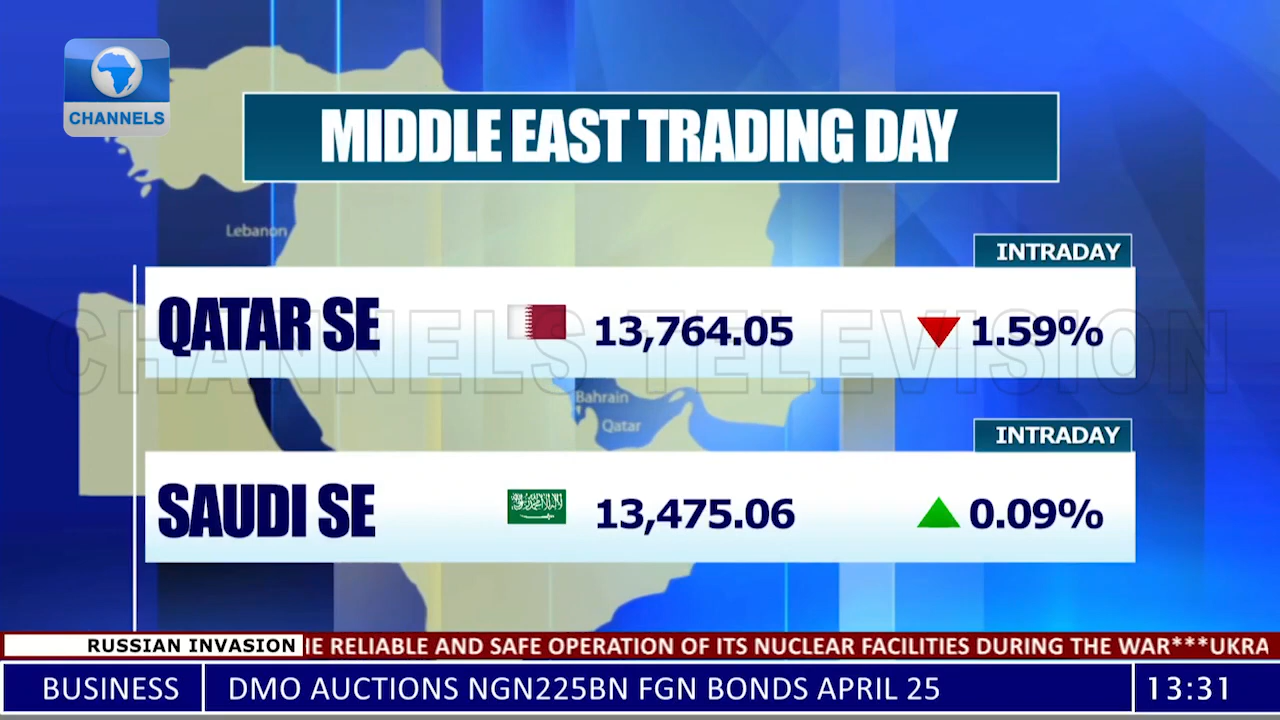 CHANNELS
MIDDLE EAST TRADING DAY
Lebanon
INTRADAY
QATAR SE 13,764.05 1.59%
CHANNELS TELEVISION
Bahrain
Qatar
INTRADAY
SAUDI SE 13,475.06 0.09%
RUSSIAN INVASION RELIABLE AND SAFE OPERATION OF ITS NUCLEAR FACILITIES DURING THE WAR***UKRA
BUSINESS DMO AUCTIONS NGN225BN FGN BONDS APRIL 25 13:31